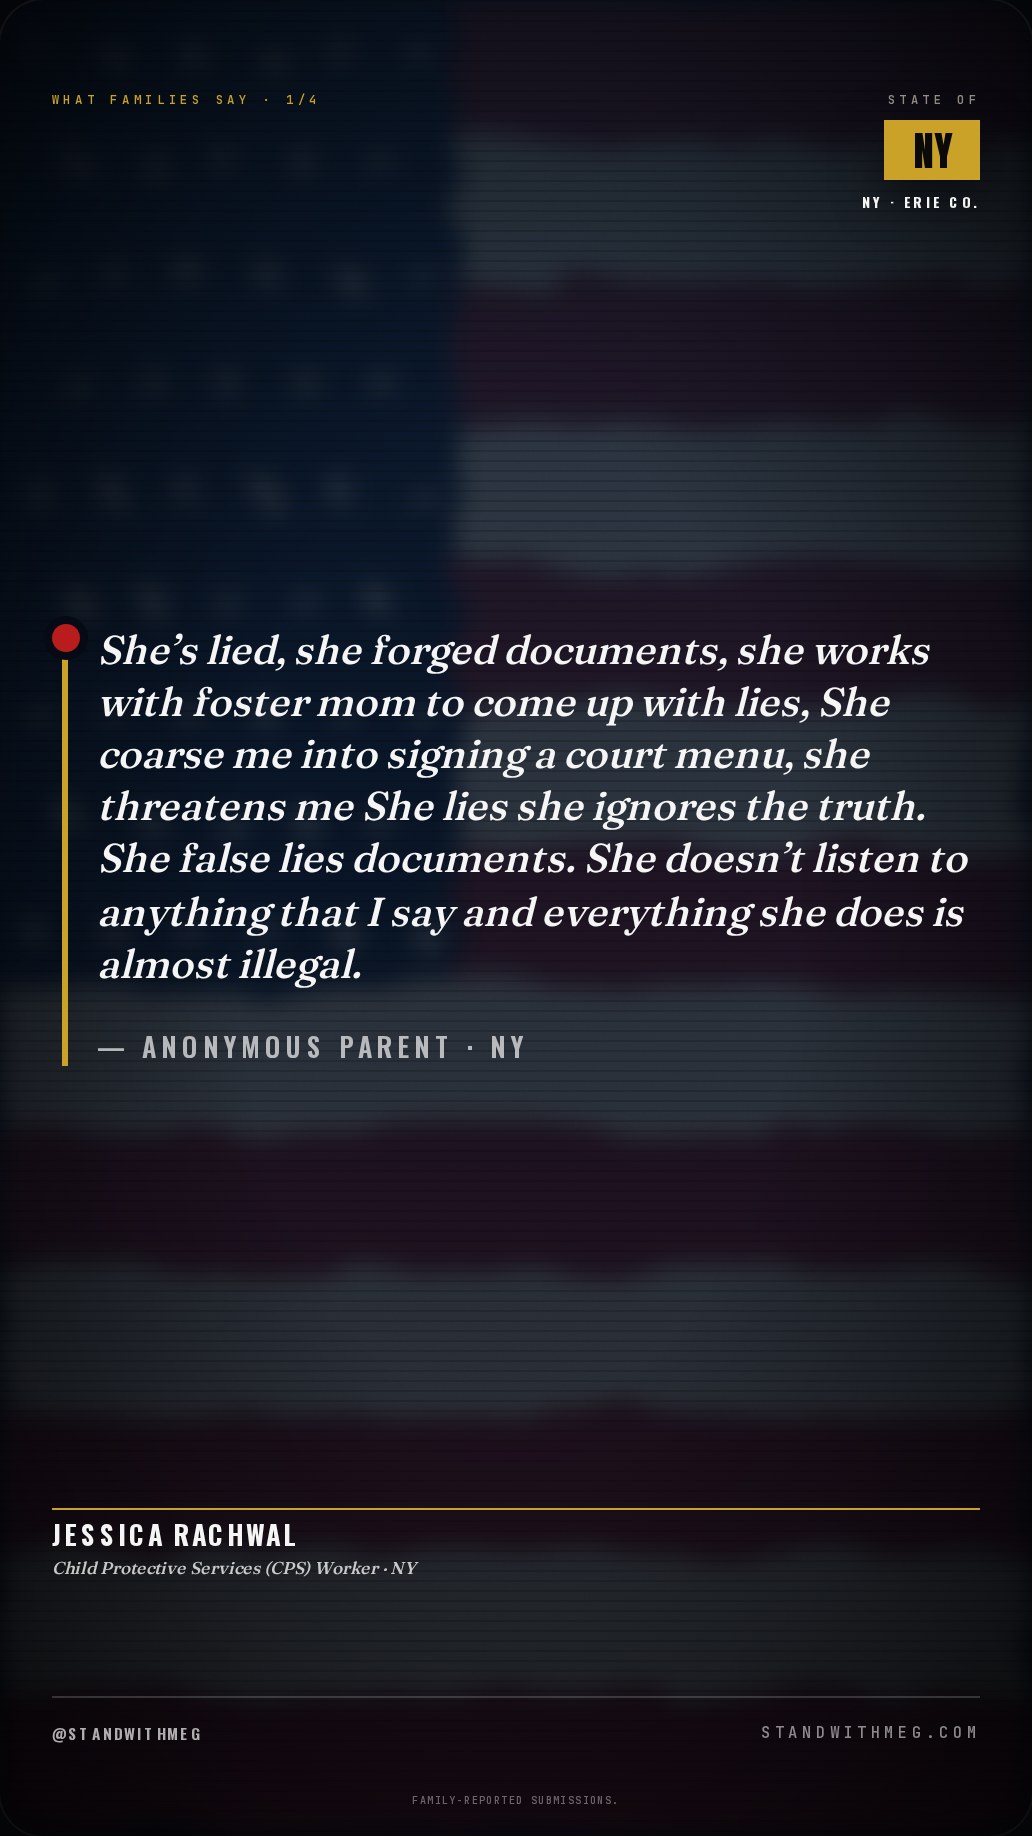 WHAT FAMILIES SAY · 1/4
STATE OF
NY
NY · ERIE CO.
She’s lied, she forged documents, she works
with foster mom to come up with lies, She
coarse me into signing a court menu, she
threatens me She lies she ignores the truth.
She false lies documents. She doesn’t listen to
anything that I say and everything she does is
almost illegal.
— ANONYMOUS PARENT · NY
JESSICA RACHWAL
Child Protective Services (CPS) Worker · NY
@STANDWITHMEG
STANDWITHMEG.COM
FAMILY-REPORTED SUBMISSIONS.